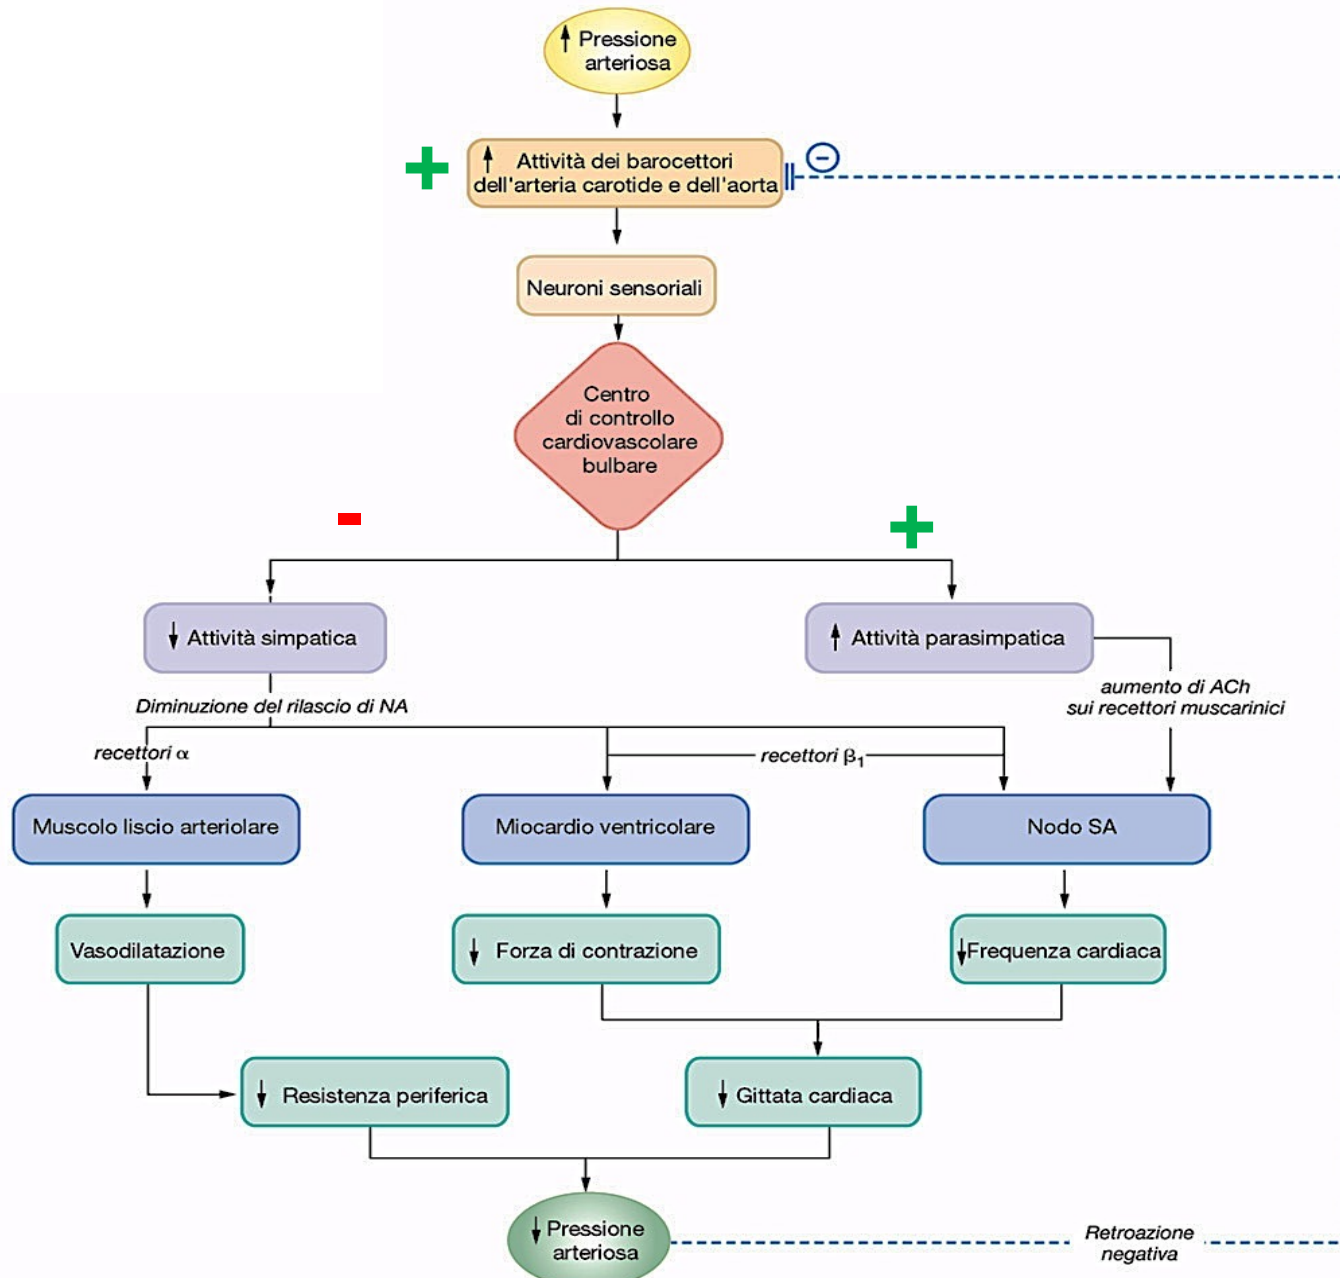 ↑ Pressione
arteriosa
+
↑ Attività dei barocettori
dell'arteria carotide e dell'aorta
−
Neuroni sensoriali
Centro
di controllo
cardiovascolare
bulbare
-
+
↓ Attività simpatica
↑ Attività parasimpatica
Diminuzione del rilascio di NA
aumento di ACh
sui recettori muscarinici
recettori α
recettori β₁
Muscolo liscio arteriolare
Miocardio ventricolare
Nodo SA
Vasodilatazione
↓ Forza di contrazione
↓Frequenza cardiaca
↓ Resistenza periferica
↓ Gittata cardiaca
↓ Pressione
arteriosa
Retroazione
negativa